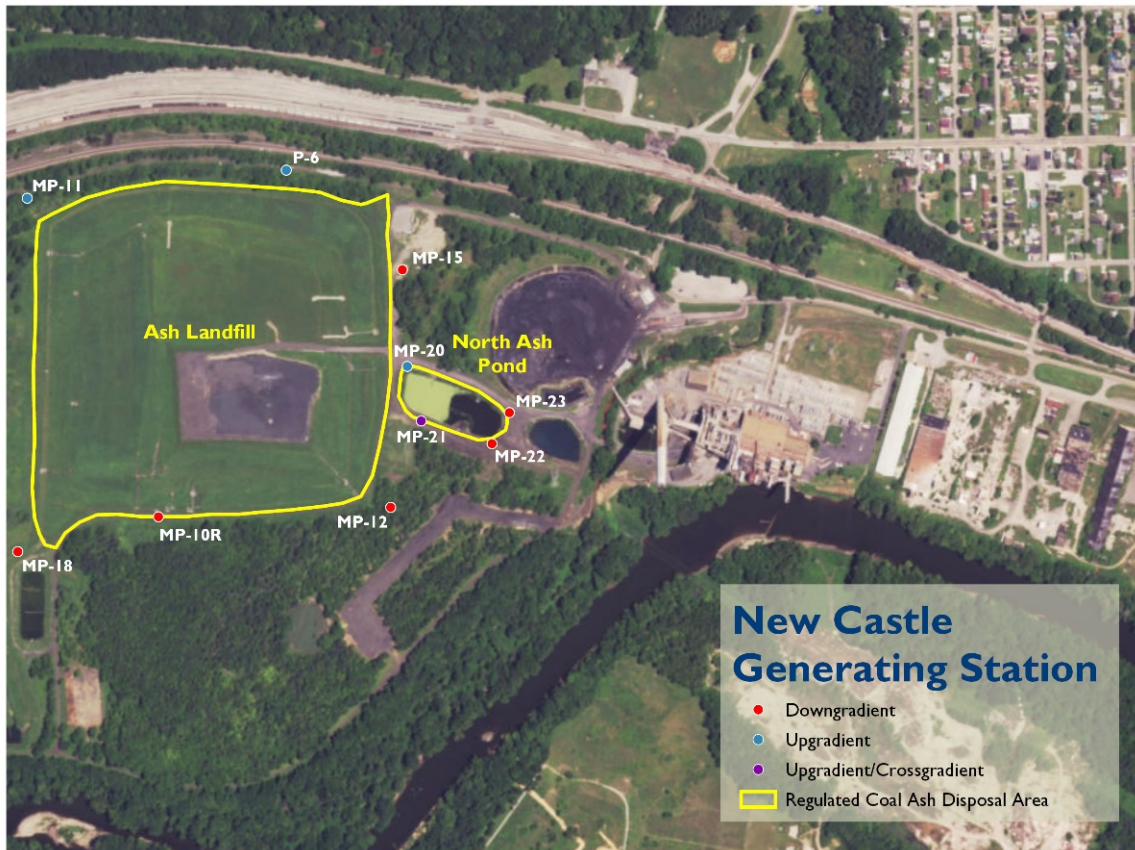 P-6
MP-11
MP-15
Ash Landfill
MP-20
North Ash
Pond
MP-23
MP-21
MP-22
MP-12
MP-10R
MP-18
New Castle
Generating Station
Downgradient
Upgradient
Upgradient/Crossgradient
Regulated Coal Ash Disposal Area